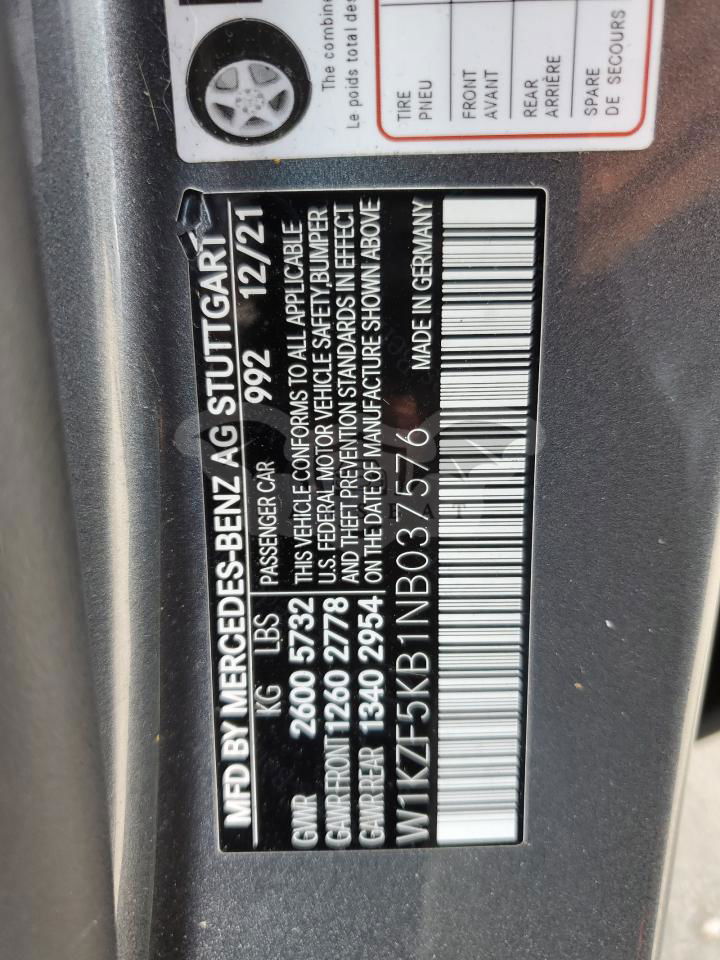 The combine
Le poids total des
TIRE
PNEU
FRONT
AVANT
REAR
ARRIÈRE
SPARE
DE SECOURS
MFD BY MERCEDES-BENZ AG STUTTGART
KG LBS PASSENGER CAR 992 12/21
GVWR 2600 5732 THIS VEHICLE CONFORMS TO ALL APPLICABLE
GAWR FRONT 1260 2778 U.S. FEDERAL MOTOR VEHICLE SAFETY,BUMPER
GAWR REAR 1340 2954 AND THEFT PREVENTION STANDARDS IN EFFECT
ON THE DATE OF MANUFACTURE SHOWN ABOVE
W1KZF5KB1NB037576 MADE IN GERMANY